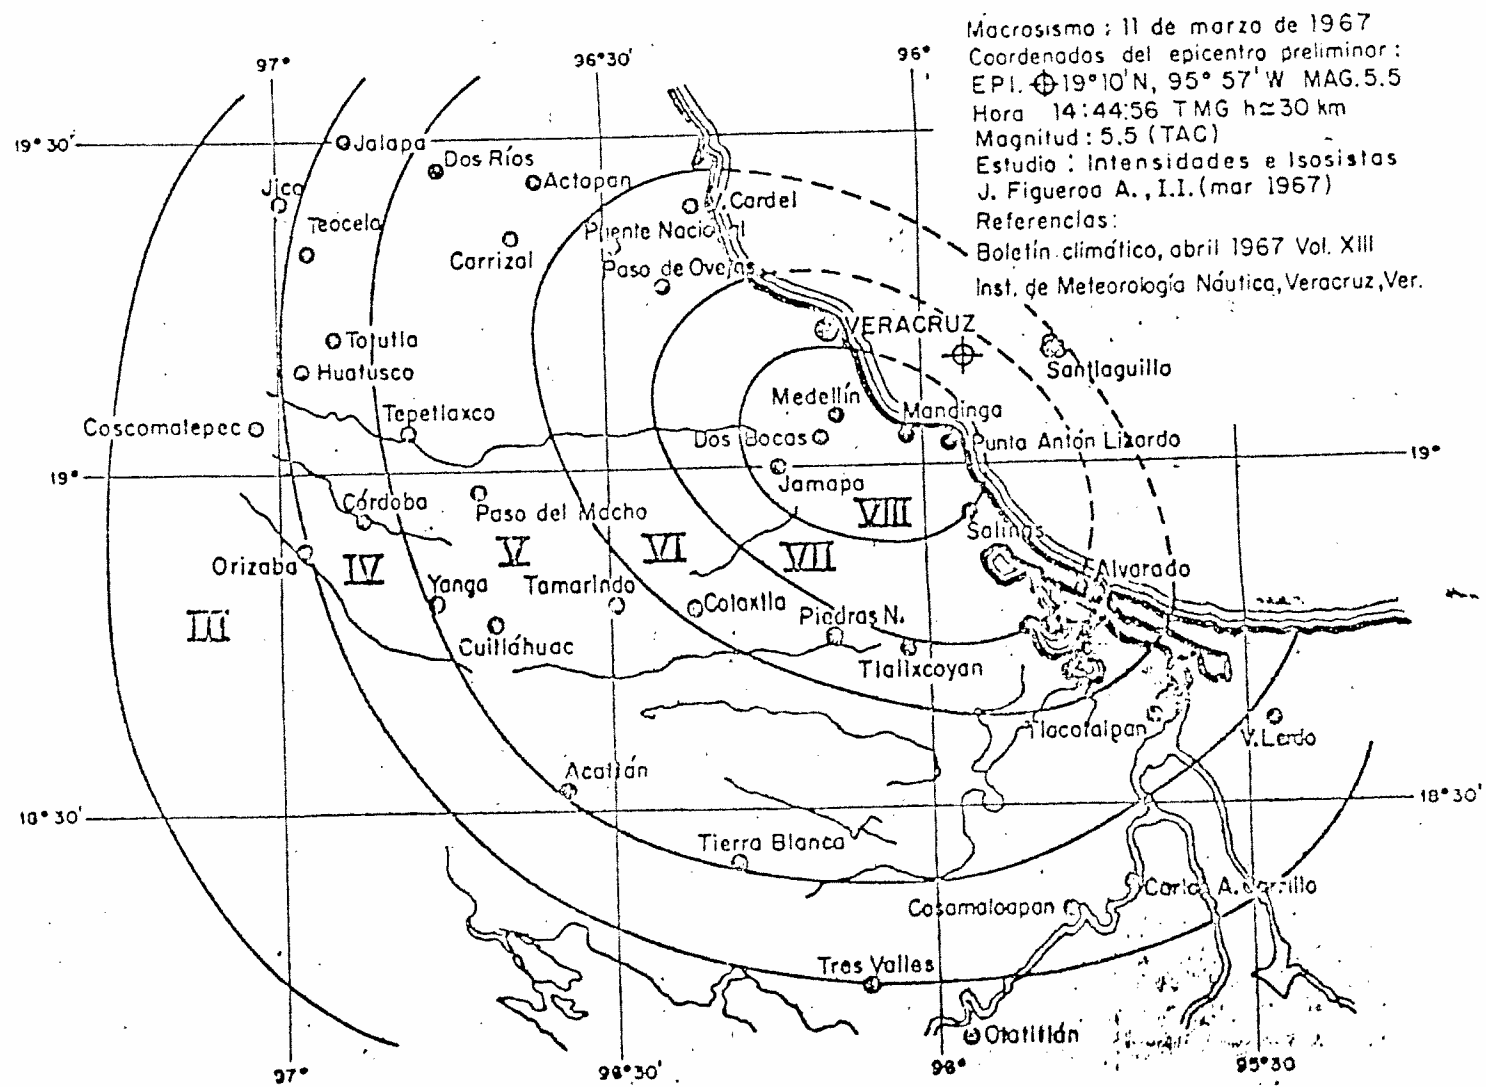 Macrosismo : 11 de marzo de 1967
Coordenadas del epicentro preliminar :
EPI. 19°10'N, 95° 57'W MAG.5.5
Hora 14:44:56 TMG h≃30 km
Magnitud : 5.5 (TAC)
Estudio : Intensidades e Isosistas
J. Figueroa A., I.I. (mar 1967)
Referencias:
Boletín climático, abril 1967 Vol. XIII
Inst. de Meteorología Náutica, Veracruz, Ver.
97°
96°30'
96°
19°30'
Jalapa
Dos Ríos
Actopan
Jico
V. Cardel
Teocelo
Puente Nacional
Carrizal
Paso de Ovejas
VERACRUZ
Totutla
Santiaguillo
Huatusco
Medellín
Tepetlaxco
Mandinga
Coscomatepec
Dos Bocas
Punta Antón Lizardo
19°
19°
Jamapa
Córdoba
Paso del Macho
VIII
Salinas
Orizaba
IV
V
VI
VII
Alvarado
Yanga
Tamarindo
Cotaxtla
Piedras N.
III
Cuitláhuac
Tlalixcoyan
Tlacotalpan
V. Lerdo
Acatlán
18°30'
18°30'
Tierra Blanca
Carlos A. Carrillo
Cosamaloapan
Tres Valles
Otatitlán
97°
96°30'
96°
95°30